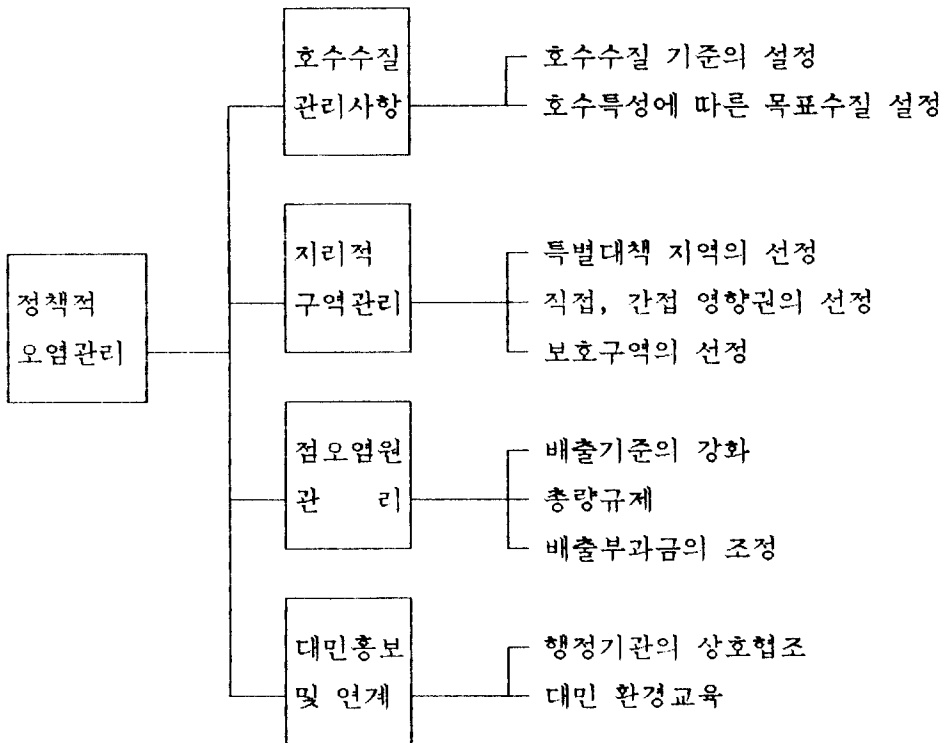 정책적
오염관리
호수수질
관리사항
호수수질 기준의 설정
호수특성에 따른 목표수질 설정
지리적
구역관리
특별대책 지역의 선정
직접, 간접 영향권의 선정
보호구역의 선정
점오염원
관 리
배출기준의 강화
총량규제
배출부과금의 조정
대민홍보
및 연계
행정기관의 상호협조
대민 환경교육